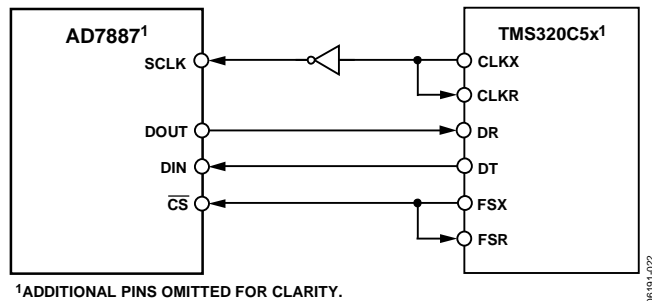 AD7887¹
TMS320C5x¹
SCLK
CLKX
CLKR
DOUT
DR
DIN
DT
CS
FSX
FSR
¹ADDITIONAL PINS OMITTED FOR CLARITY.
06191-022